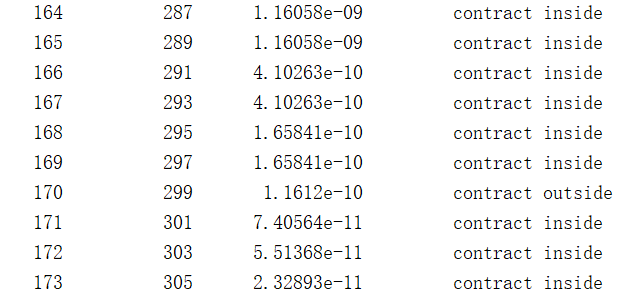 164 287 1.16058e-09 contract inside
165 289 1.16058e-09 contract inside
166 291 4.10263e-10 contract inside
167 293 4.10263e-10 contract inside
168 295 1.65841e-10 contract inside
169 297 1.65841e-10 contract inside
170 299 1.1612e-10 contract outside
171 301 7.40564e-11 contract inside
172 303 5.51368e-11 contract inside
173 305 2.32893e-11 contract inside